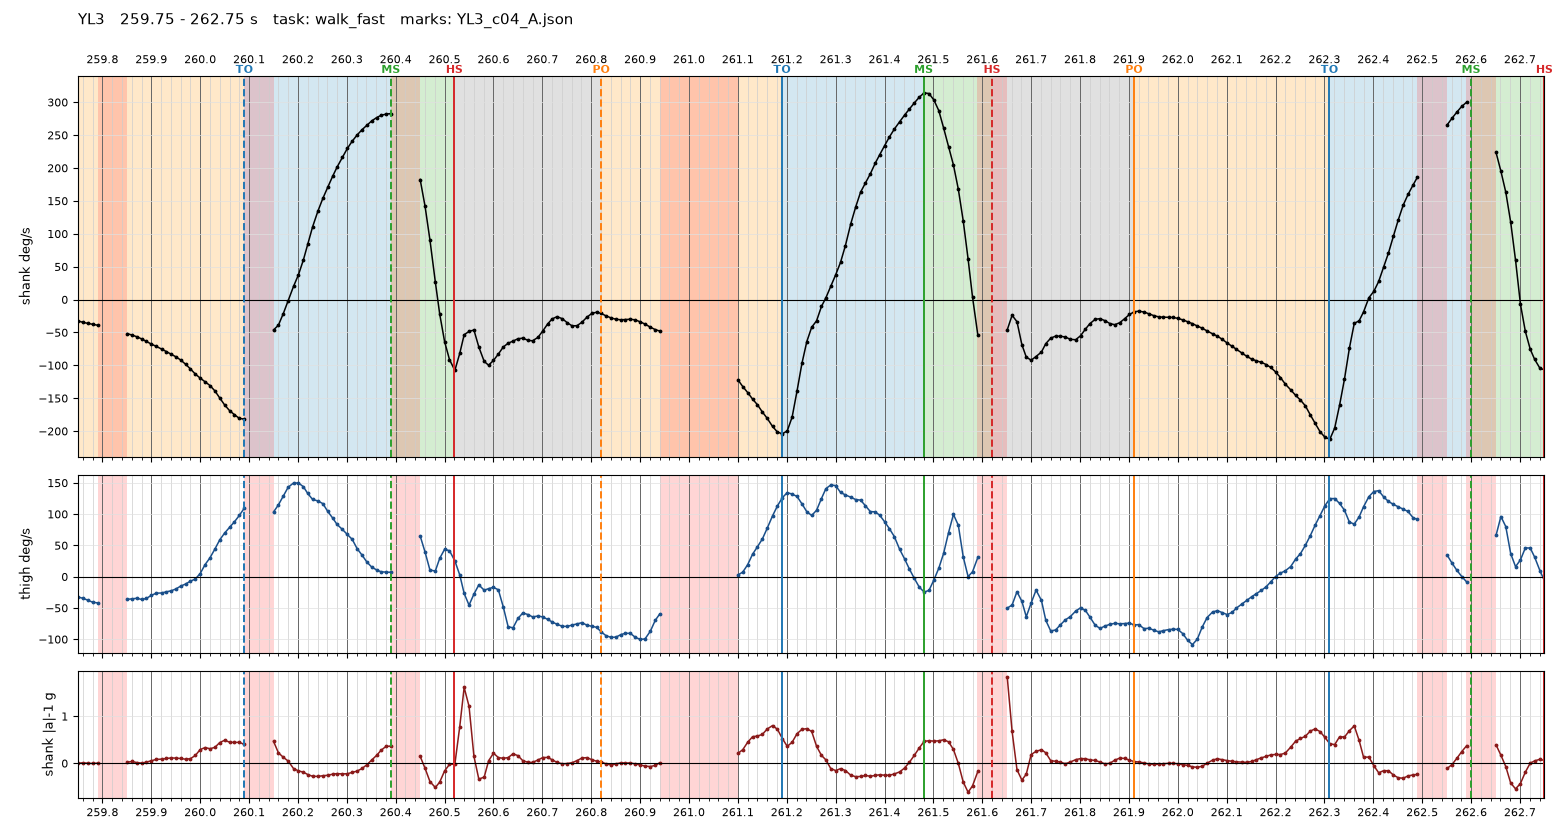 YL3 259.75 - 262.75 s task: walk_fast marks: YL3_c04_A.json
259.8 259.9 260.0 260.1 260.2 260.3 260.4 260.5 260.6 260.7 260.8 260.9 261.0 261.1 261.2 261.3 261.4 261.5 261.6 261.7 261.8 261.9 262.0 262.1 262.2 262.3 262.4 262.5 262.6 262.7
TO MS HS PO TO MS HS PO TO MS HS
shank deg/s
300
250
200
150
100
50
0
−50
−100
−150
−200
thigh deg/s
150
100
50
0
−50
−100
shank |a|-1 g
1
0
259.8 259.9 260.0 260.1 260.2 260.3 260.4 260.5 260.6 260.7 260.8 260.9 261.0 261.1 261.2 261.3 261.4 261.5 261.6 261.7 261.8 261.9 262.0 262.1 262.2 262.3 262.4 262.5 262.6 262.7